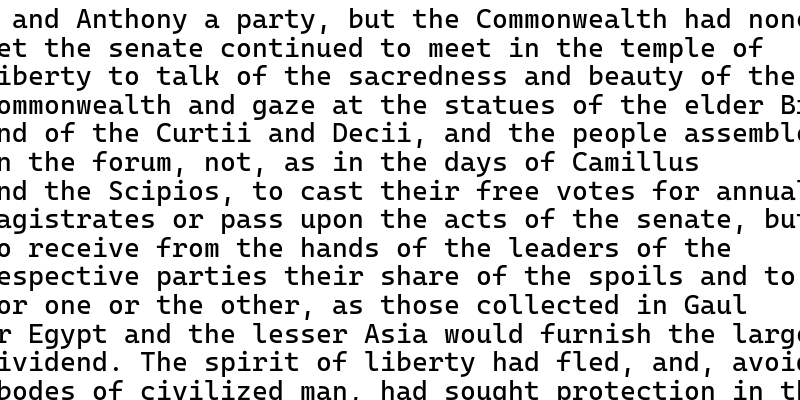 and Anthony a party, but the Commonwealth had none
et the senate continued to meet in the temple of
iberty to talk of the sacredness and beauty of the
ommonwealth and gaze at the statues of the elder Br
nd of the Curtii and Decii, and the people assemble
n the forum, not, as in the days of Camillus
nd the Scipios, to cast their free votes for annual
agistrates or pass upon the acts of the senate, but
o receive from the hands of the leaders of the
espective parties their share of the spoils and to
or one or the other, as those collected in Gaul
r Egypt and the lesser Asia would furnish the large
ividend. The spirit of liberty had fled, and, avoid
bodes of civilized man, had sought protection in th